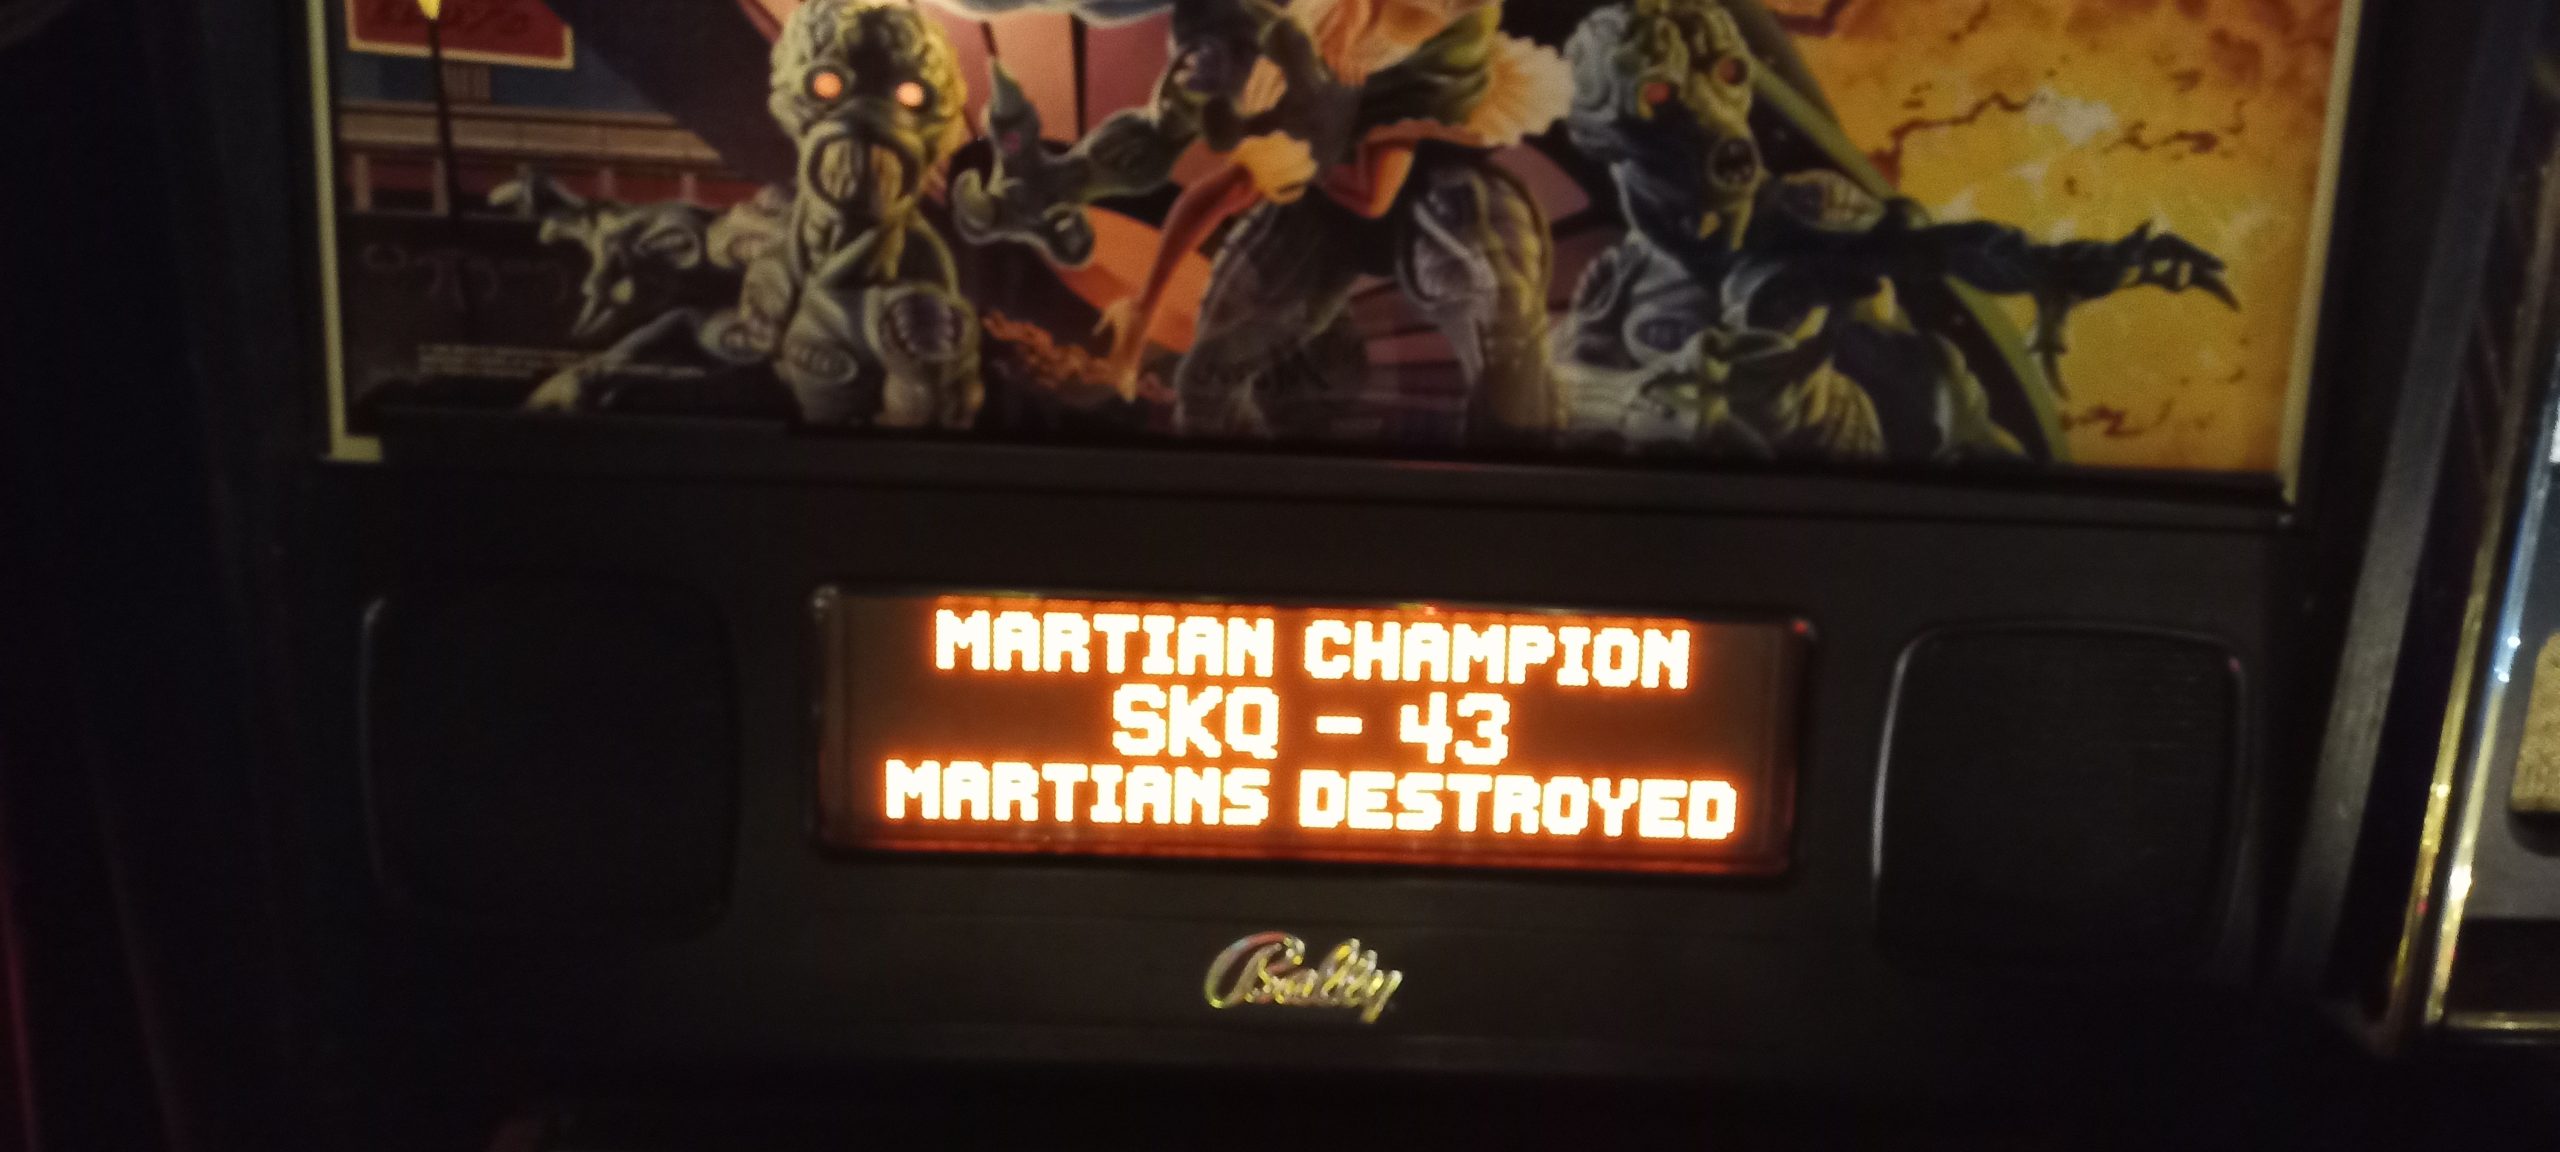 MARTIAN CHAMPION
SKQ - 43
MARTIANS DESTROYED
Bally